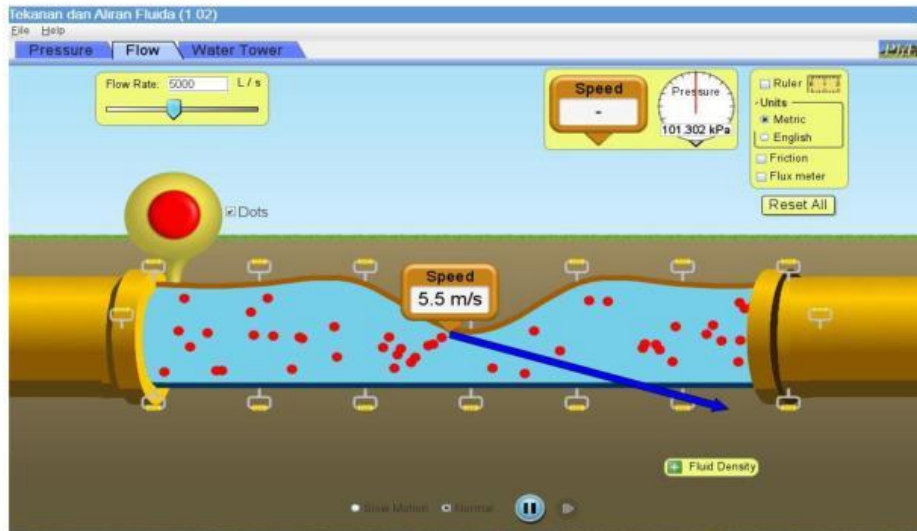 Tekanan dan Aliran Fluida (1 02)
File Help
Pressure Flow Water Tower
Flow Rate: 5000 L / s
Speed
-
Pressure
101.302 kPa
Ruler
Units
Metric
English
Friction
Flux meter
Reset All
Dots
Speed
5.5 m/s
Fluid Density
Slow Motion Normal